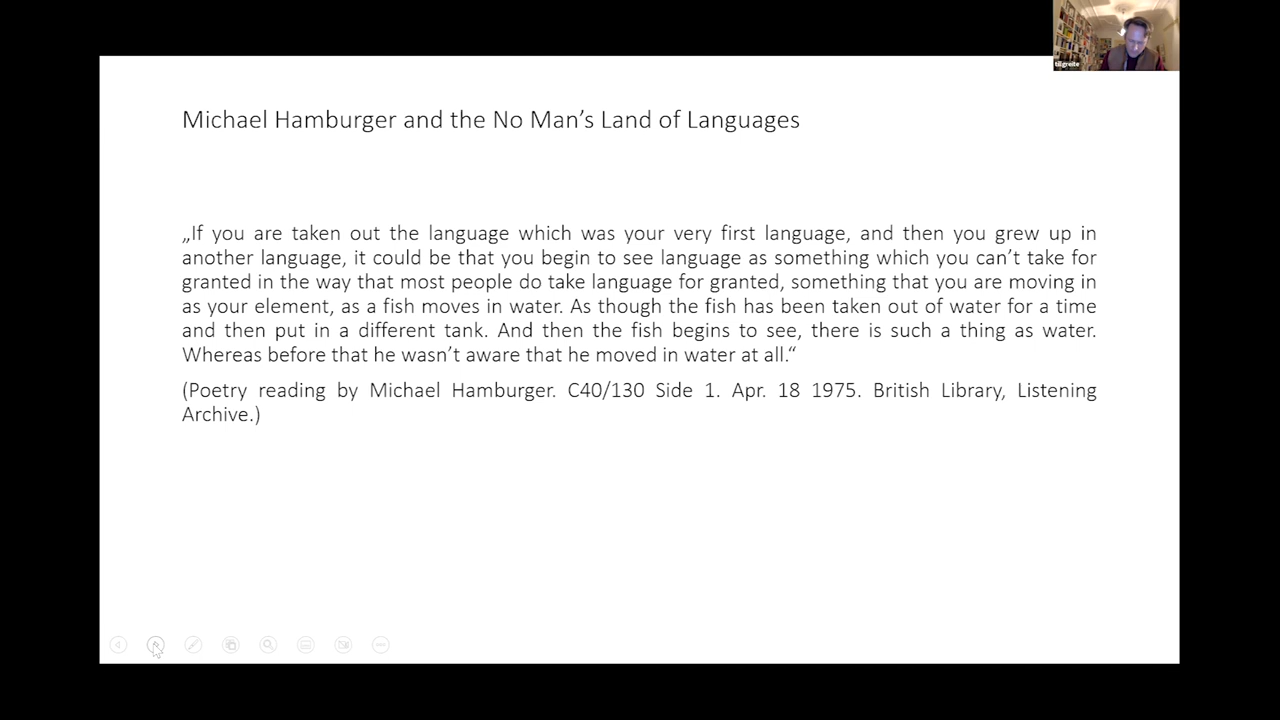 tillgreite
Michael Hamburger and the No Man’s Land of Languages
„If you are taken out the language which was your very first language, and then you grew up in
another language, it could be that you begin to see language as something which you can’t take for
granted in the way that most people do take language for granted, something that you are moving in
as your element, as a fish moves in water. As though the fish has been taken out of water for a time
and then put in a different tank. And then the fish begins to see, there is such a thing as water.
Whereas before that he wasn’t aware that he moved in water at all.“
(Poetry reading by Michael Hamburger. C40/130 Side 1. Apr. 18 1975. British Library, Listening
Archive.)